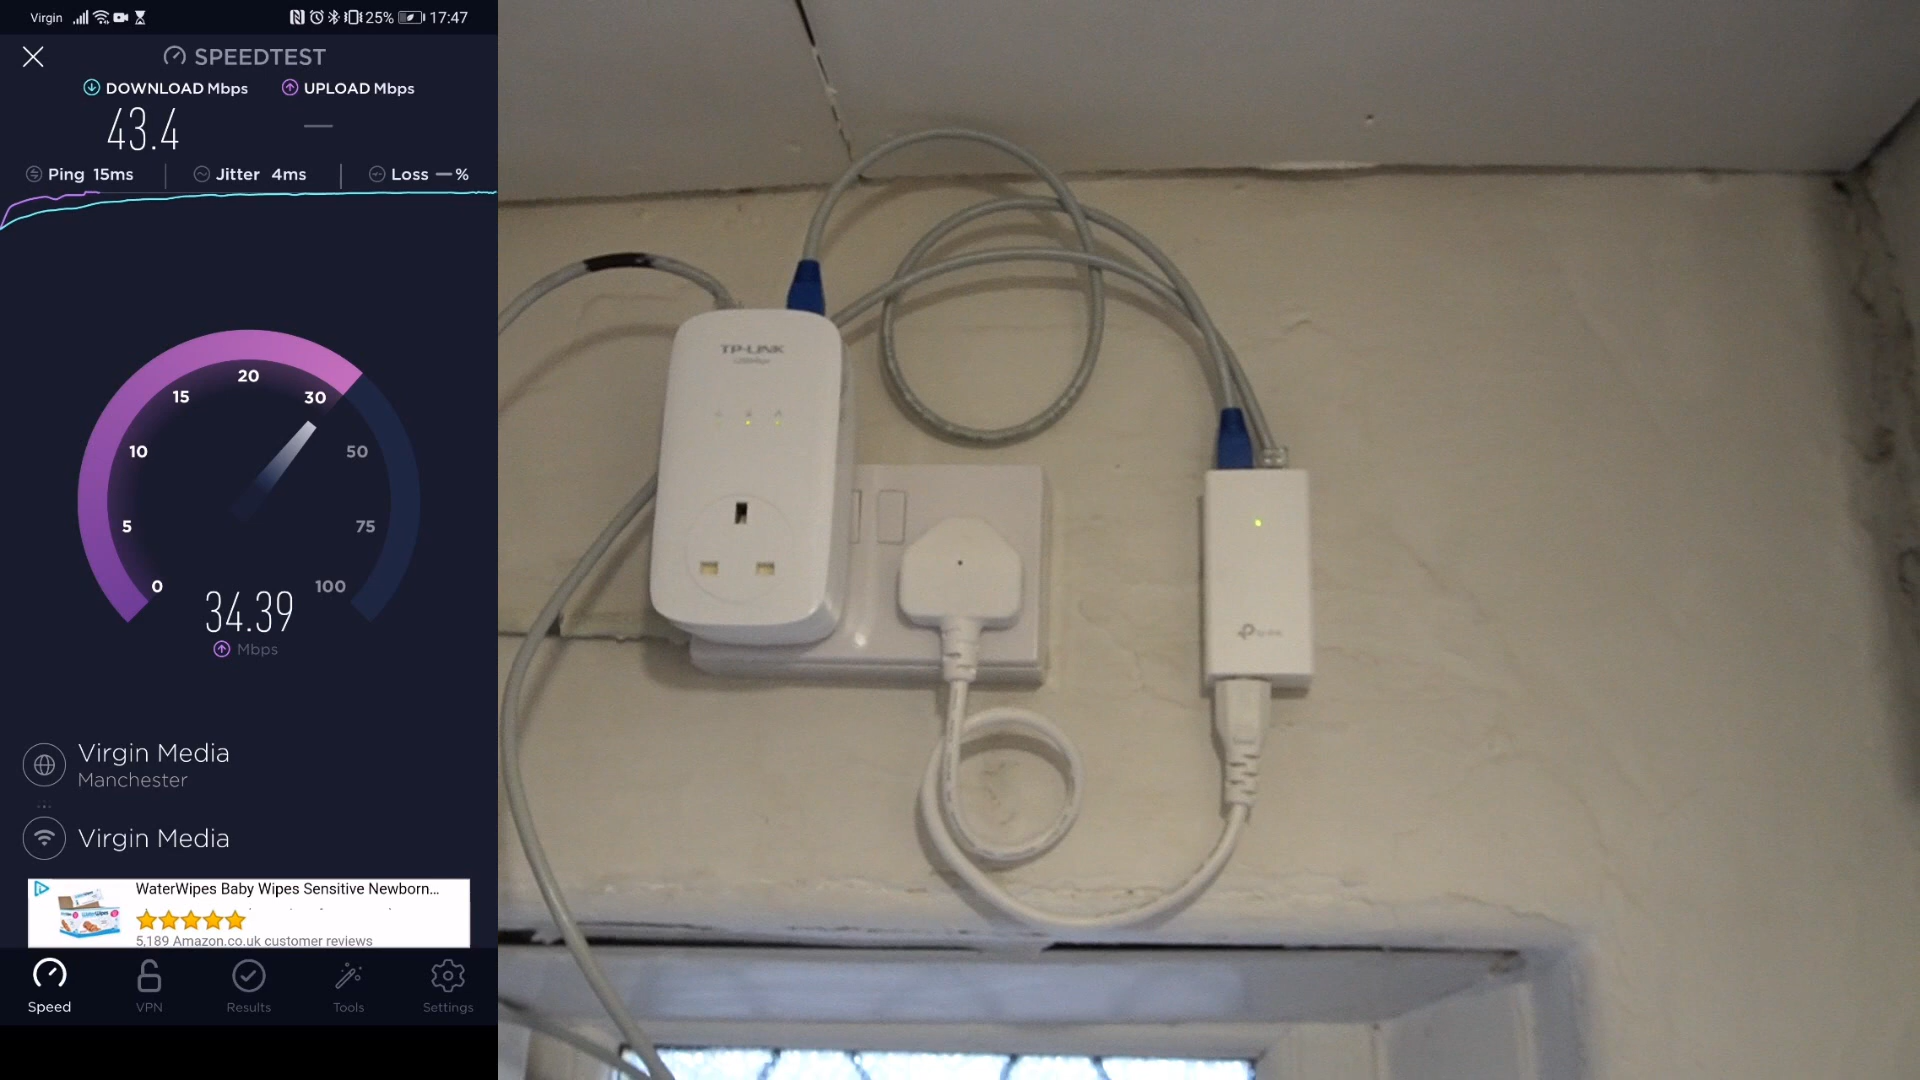 Virgin
25%
17:47
SPEEDTEST
DOWNLOAD Mbps
UPLOAD Mbps
43.4
—
Ping 15ms
Jitter 4ms
Loss — %
20
15
30
10
50
5
75
0
100
34.39
Mbps
Virgin Media
Manchester
Virgin Media
WaterWipes Baby Wipes Sensitive Newborn...
5,189 Amazon.co.uk customer reviews
Speed
VPN
Results
Tools
Settings
TP-LINK
tp-link